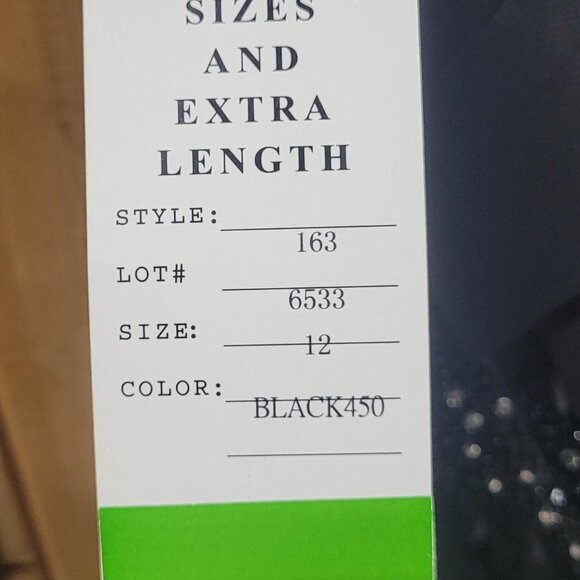 SIZES
AND
EXTRA
LENGTH
STYLE: 163
LOT# 6533
SIZE: 12
COLOR: BLACK450